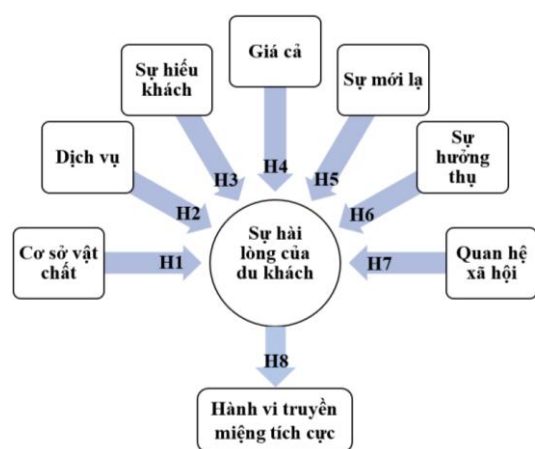 Giá cả
Sự hiếu
khách
Sự mới lạ
Dịch vụ
Sự
hưởng
thụ
H4
H3
H5
H2
H6
Cơ sở vật
chất
H1
Sự hài
lòng của
du khách
H7
Quan hệ
xã hội
H8
Hành vi truyền
miệng tích cực